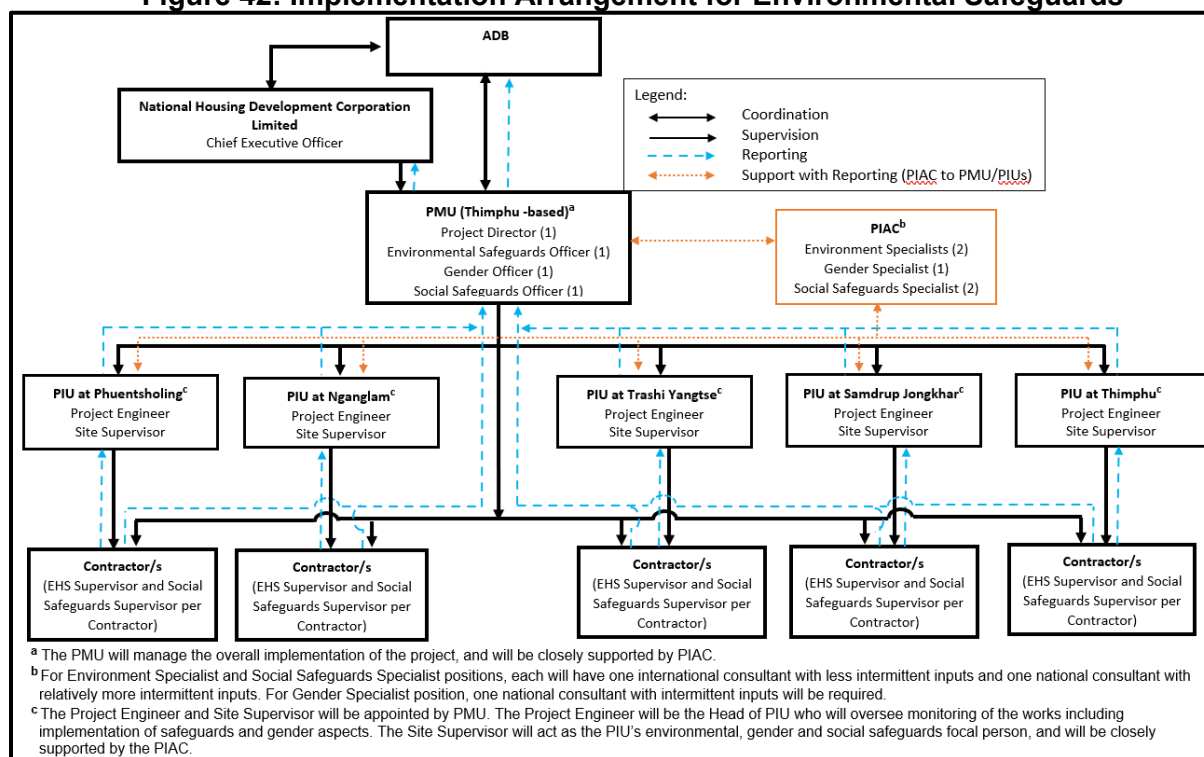 Figure 42: Implementation Arrangement for Environmental Safeguards
ADB
National Housing Development Corporation
Limited
Chief Executive Officer
Legend:
Coordination
Supervision
Reporting
Support with Reporting (PIAC to PMU/PIUs)
PMU (Thimphu -based)a
Project Director (1)
Environmental Safeguards Officer (1)
Gender Officer (1)
Social Safeguards Officer (1)
PIACb
Environment Specialists (2)
Gender Specialist (1)
Social Safeguards Specialist (2)
PIU at Phuentsholingc
Project Engineer
Site Supervisor
PIU at Nganglamc
Project Engineer
Site Supervisor
PIU at Trashi Yangtsec
Project Engineer
Site Supervisor
PIU at Samdrup Jongkharc
Project Engineer
Site Supervisor
PIU at Thimphuc
Project Engineer
Site Supervisor
Contractor/s
(EHS Supervisor and Social
Safeguards Supervisor per
Contractor)
Contractor/s
(EHS Supervisor and Social
Safeguards Supervisor per
Contractor)
Contractor/s
(EHS Supervisor and Social
Safeguards Supervisor per
Contractor)
Contractor/s
(EHS Supervisor and Social
Safeguards Supervisor per
Contractor)
Contractor/s
(EHS Supervisor and Social
Safeguards Supervisor per
Contractor)
a The PMU will manage the overall implementation of the project, and will be closely supported by PIAC.
b For Environment Specialist and Social Safeguards Specialist positions, each will have one international consultant with less intermittent inputs and one national consultant with
relatively more intermittent inputs. For Gender Specialist position, one national consultant with intermittent inputs will be required.
c The Project Engineer and Site Supervisor will be appointed by PMU. The Project Engineer will be the Head of PIU who will oversee monitoring of the works including
implementation of safeguards and gender aspects. The Site Supervisor will act as the PIU's environmental, gender and social safeguards focal person, and will be closely
supported by the PIAC.